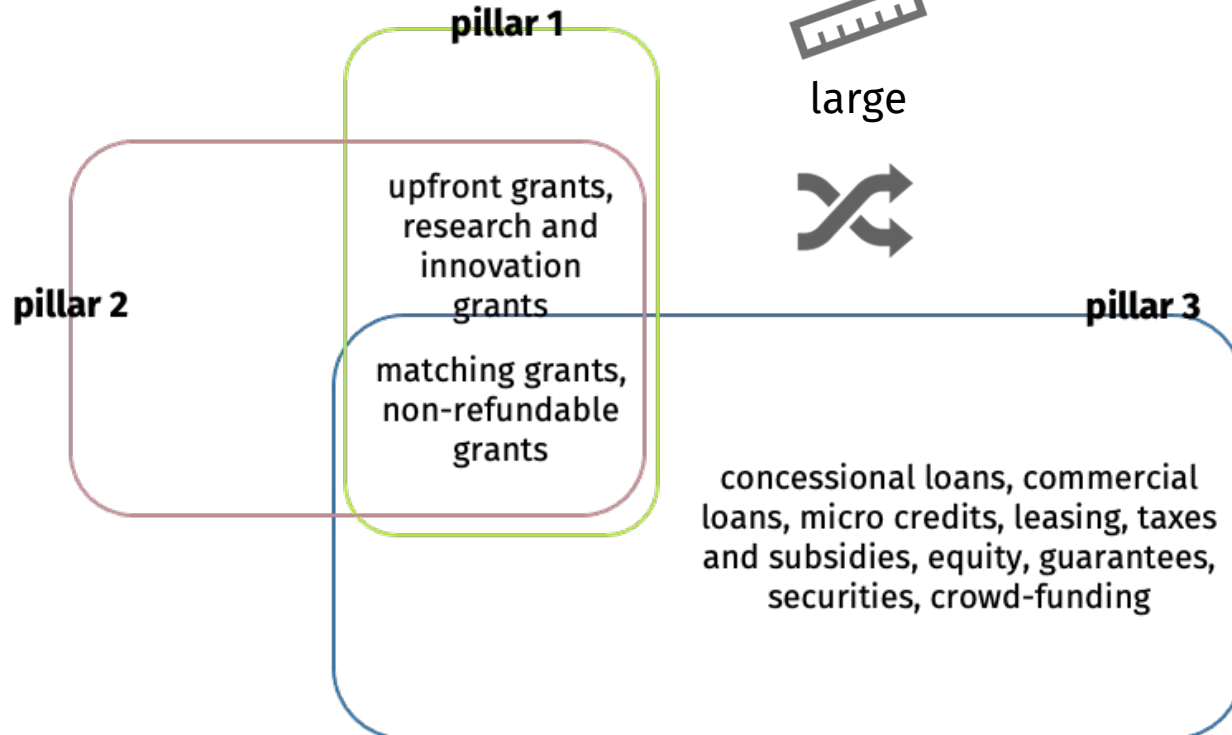 pillar 1
large
upfront grants,
research and
innovation
grants
pillar 2
pillar 3
matching grants,
non-refundable
grants
concessional loans, commercial
loans, micro credits, leasing, taxes
and subsidies, equity, guarantees,
securities, crowd-funding